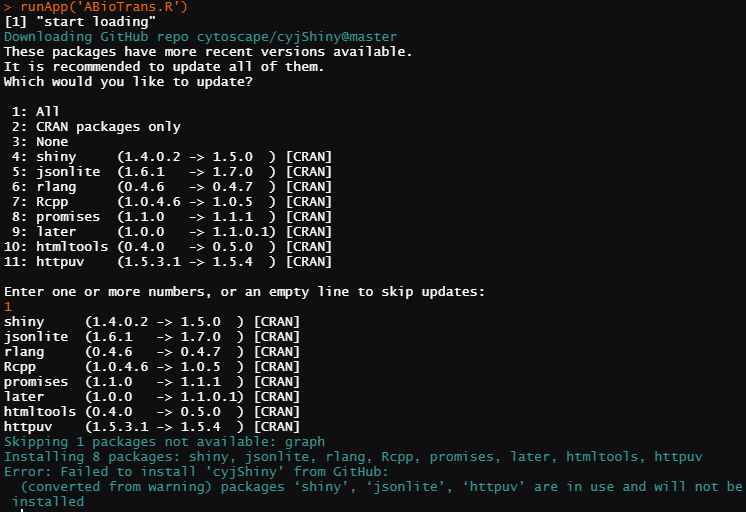 > runApp('ABioTrans.R')
[1] "start loading"
Downloading GitHub repo cytoscape/cyjShiny@master
These packages have more recent versions available.
It is recommended to update all of them.
Which would you like to update?

 1: All
 2: CRAN packages only
 3: None
 4: shiny     (1.4.0.2 -> 1.5.0  ) [CRAN]
 5: jsonlite  (1.6.1   -> 1.7.0  ) [CRAN]
 6: rlang     (0.4.6   -> 0.4.7  ) [CRAN]
 7: Rcpp      (1.0.4.6 -> 1.0.5  ) [CRAN]
 8: promises  (1.1.0   -> 1.1.1  ) [CRAN]
 9: later     (1.0.0   -> 1.1.0.1) [CRAN]
10: htmltools (0.4.0   -> 0.5.0  ) [CRAN]
11: httpuv    (1.5.3.1 -> 1.5.4  ) [CRAN]

Enter one or more numbers, or an empty line to skip updates:
1
shiny     (1.4.0.2 -> 1.5.0  ) [CRAN]
jsonlite  (1.6.1   -> 1.7.0  ) [CRAN]
rlang     (0.4.6   -> 0.4.7  ) [CRAN]
Rcpp      (1.0.4.6 -> 1.0.5  ) [CRAN]
promises  (1.1.0   -> 1.1.1  ) [CRAN]
later     (1.0.0   -> 1.1.0.1) [CRAN]
htmltools (0.4.0   -> 0.5.0  ) [CRAN]
httpuv    (1.5.3.1 -> 1.5.4  ) [CRAN]
Skipping 1 packages not available: graph
Installing 8 packages: shiny, jsonlite, rlang, Rcpp, promises, later, htmltools, httpuv
Error: Failed to install 'cyjShiny' from GitHub:
  (converted from warning) packages ‘shiny’, ‘jsonlite’, ‘httpuv’ are in use and will not be
 installed